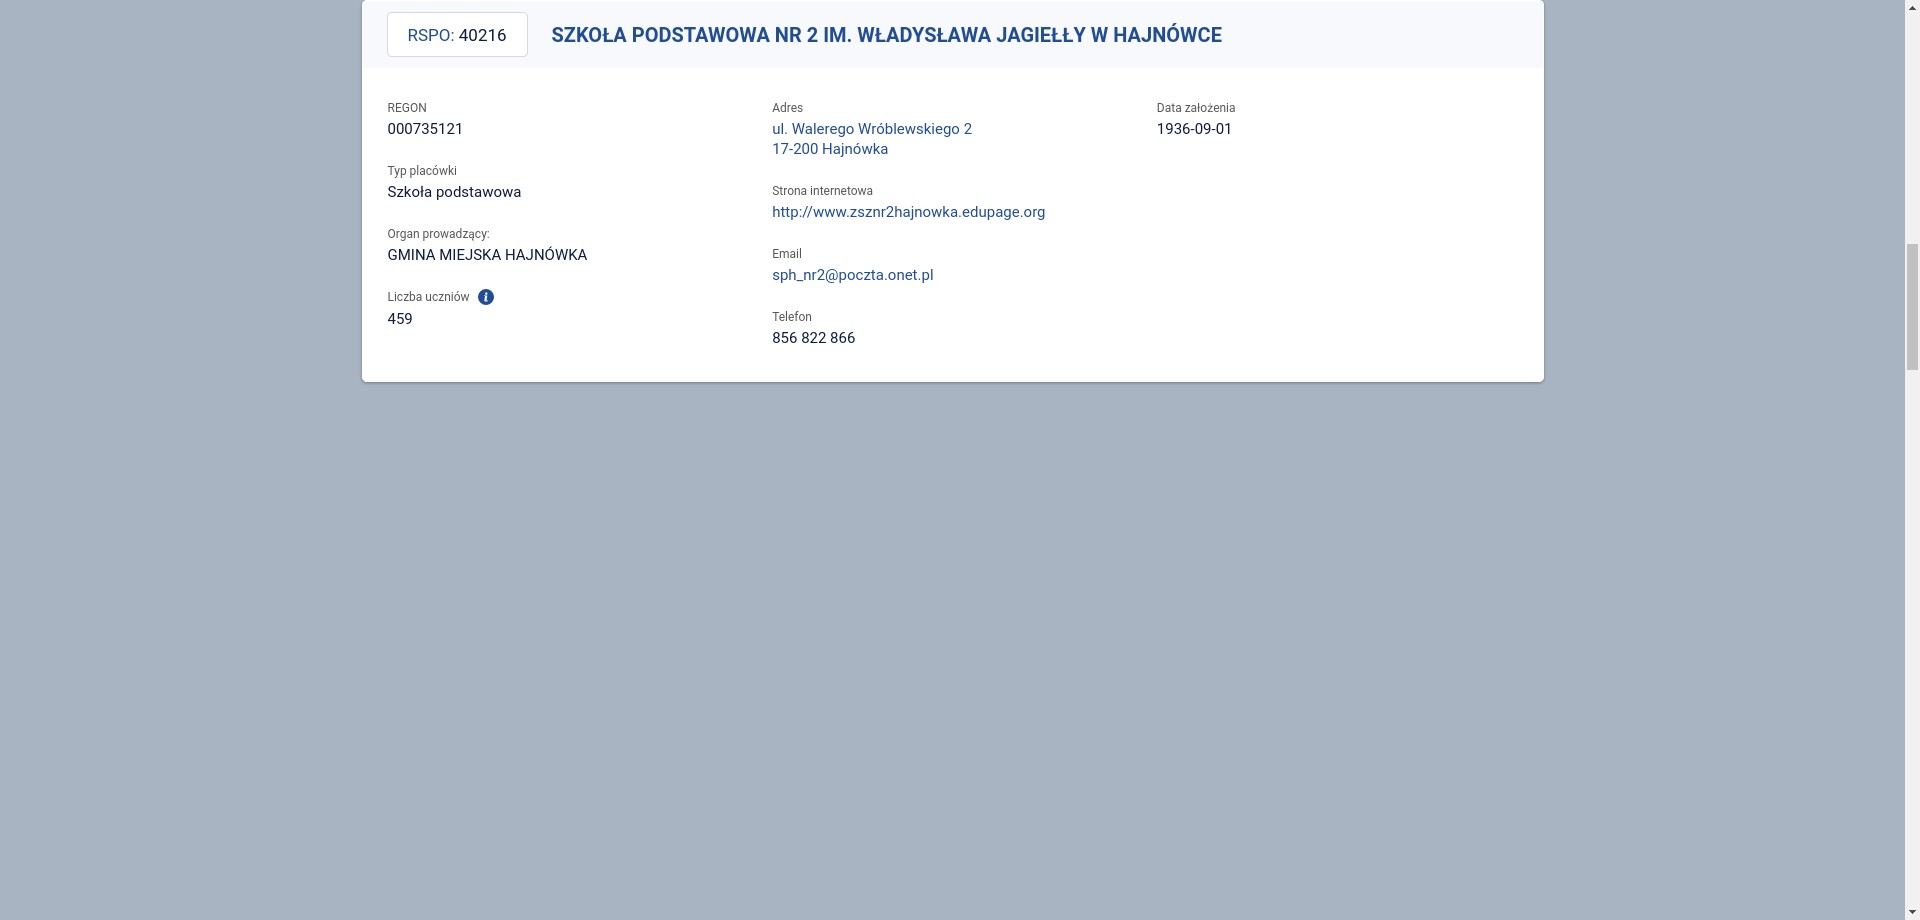 RSPO: 40216
SZKOŁA PODSTAWOWA NR 2 IM. WŁADYSŁAWA JAGIEŁŁY W HAJNÓWCE
REGON
000735121
Typ placówki
Szkoła podstawowa
Organ prowadzący:
GMINA MIEJSKA HAJNÓWKA
Liczba uczniów i
459
Adres
ul. Walerego Wróblewskiego 2
17-200 Hajnówka
Strona internetowa
http://www.zsznr2hajnowka.edupage.org
Email
sph_nr2@poczta.onet.pl
Telefon
856 822 866
Data założenia
1936-09-01